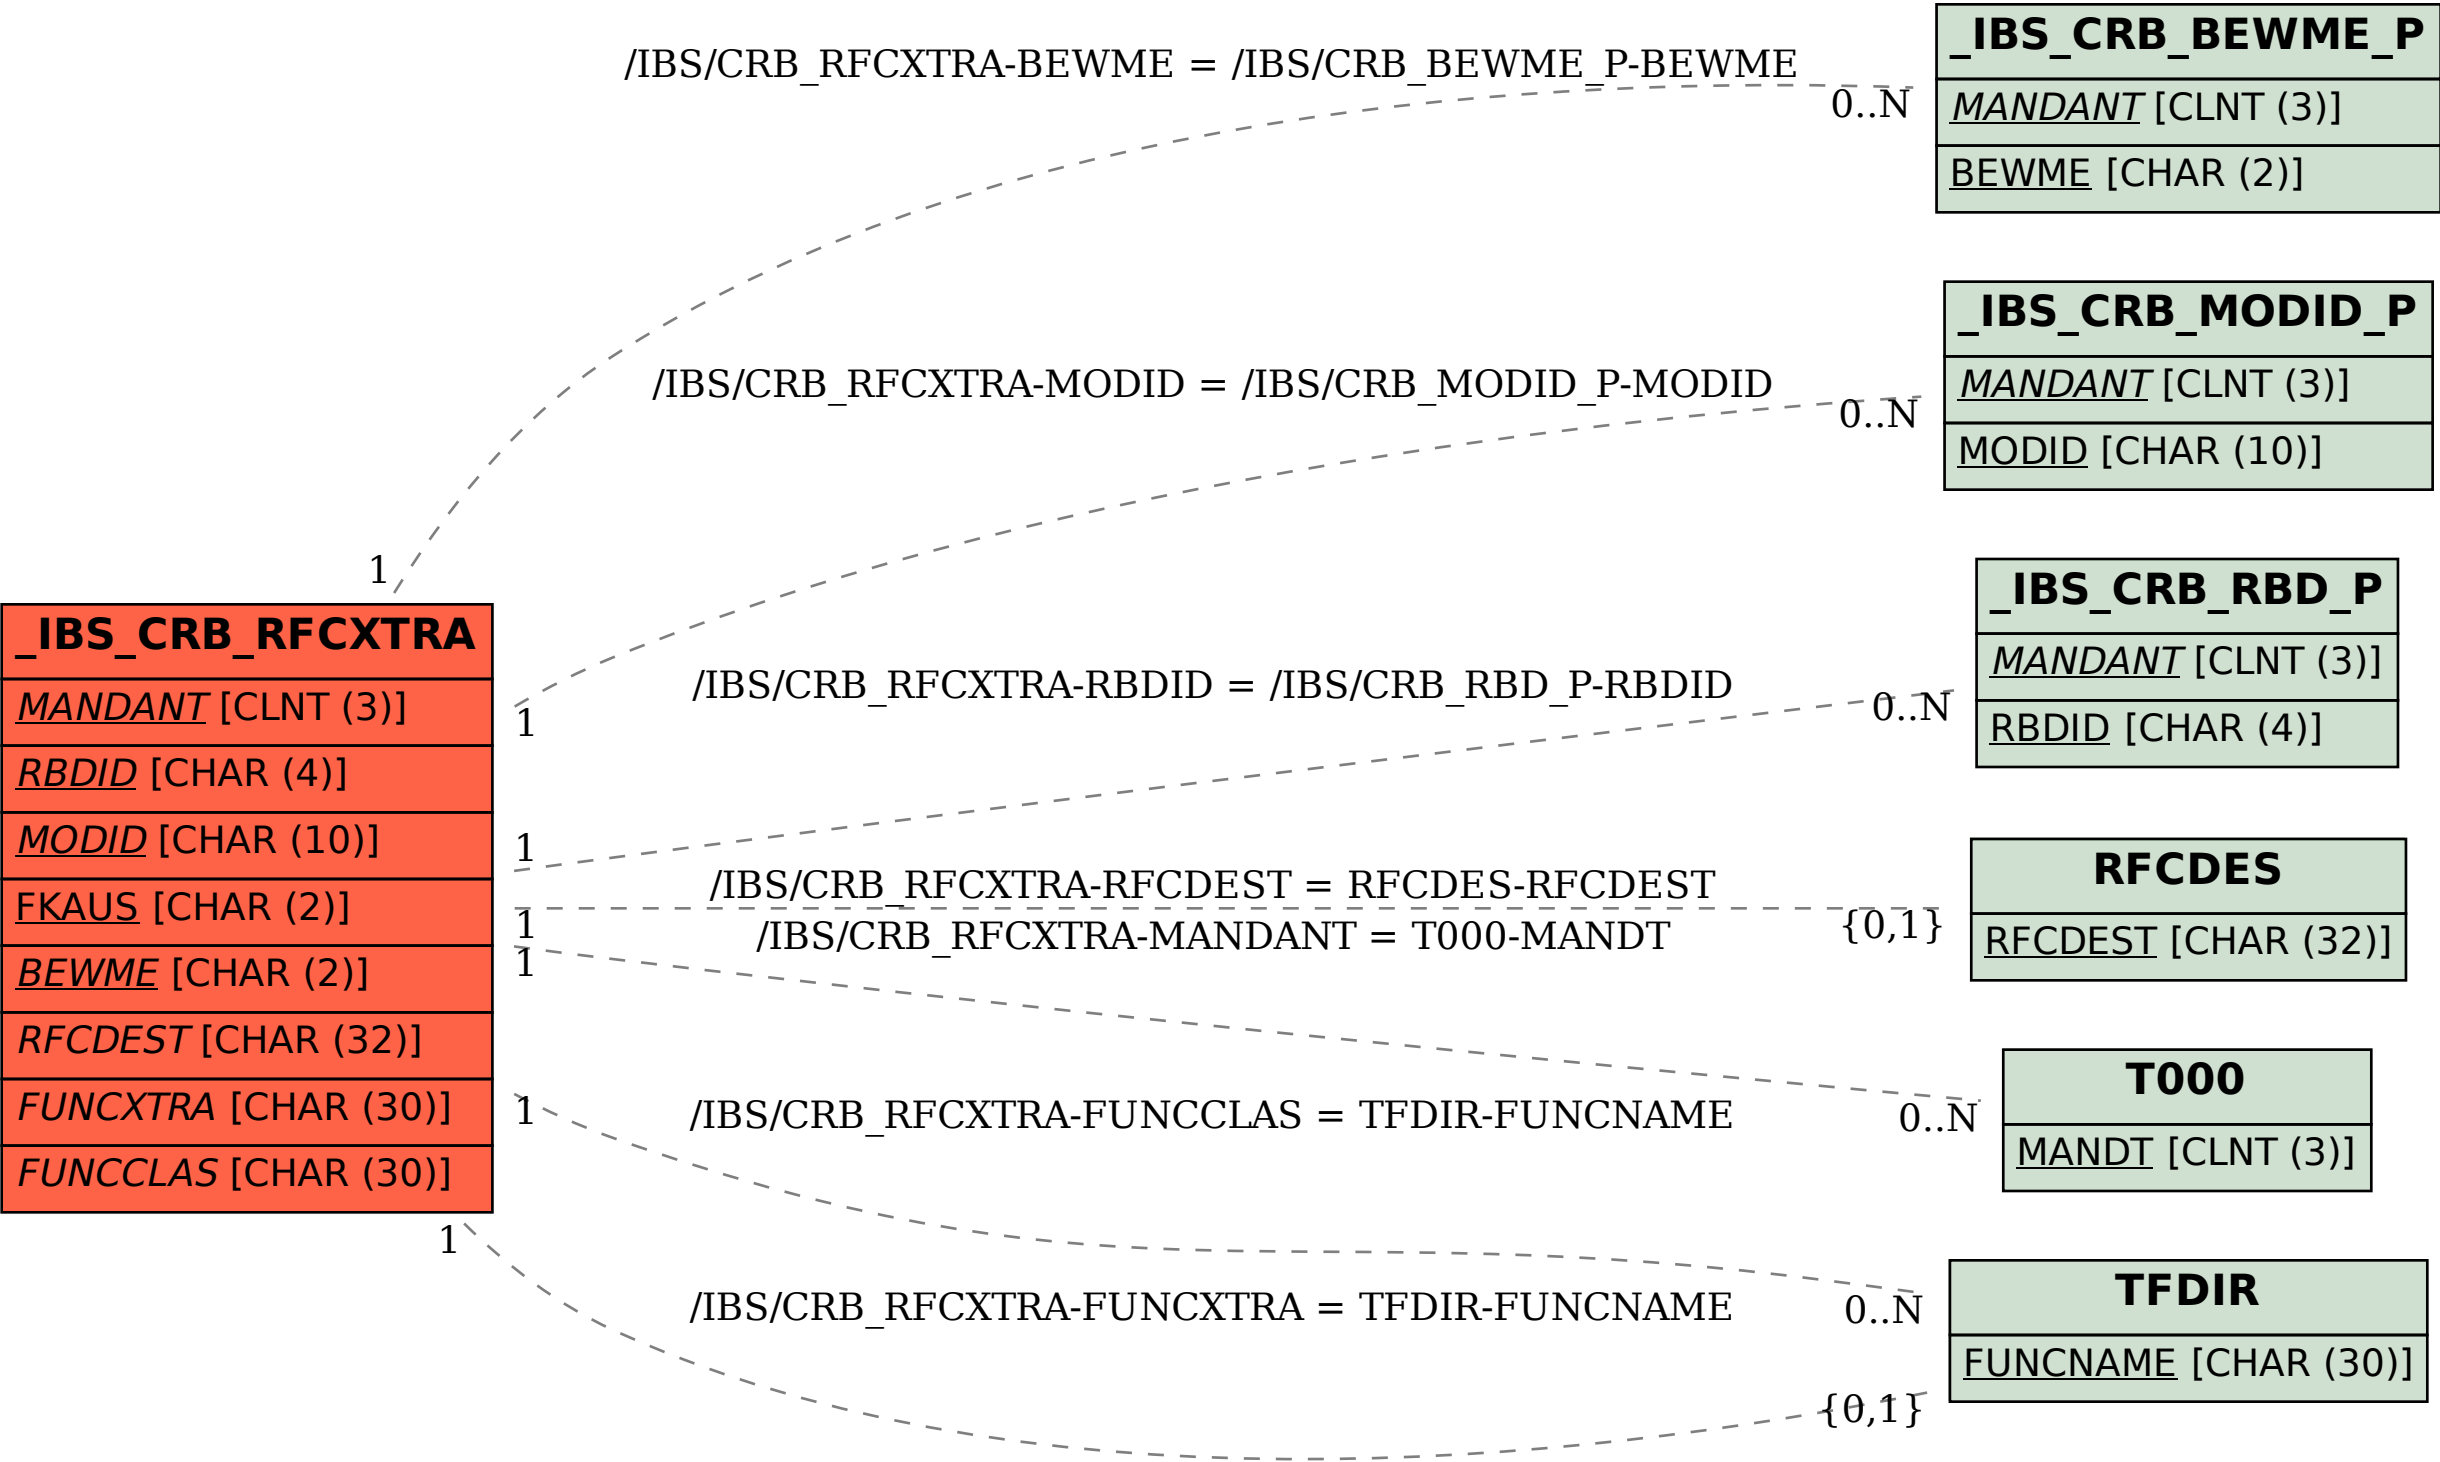 /IBS/CRB_RFCXTRA-BEWME = /IBS/CRB_BEWME_P-BEWME
1
0..N
_IBS_CRB_BEWME_P
MANDANT [CLNT (3)]
BEWME [CHAR (2)]
/IBS/CRB_RFCXTRA-MODID = /IBS/CRB_MODID_P-MODID
1
0..N
_IBS_CRB_MODID_P
MANDANT [CLNT (3)]
MODID [CHAR (10)]
_IBS_CRB_RFCXTRA
MANDANT [CLNT (3)]
RBDID [CHAR (4)]
MODID [CHAR (10)]
FKAUS [CHAR (2)]
BEWME [CHAR (2)]
RFCDEST [CHAR (32)]
FUNCXTRA [CHAR (30)]
FUNCCLAS [CHAR (30)]
/IBS/CRB_RFCXTRA-RBDID = /IBS/CRB_RBD_P-RBDID
1
0..N
_IBS_CRB_RBD_P
MANDANT [CLNT (3)]
RBDID [CHAR (4)]
/IBS/CRB_RFCXTRA-RFCDEST = RFCDES-RFCDEST
1
{0,1}
RFCDES
RFCDEST [CHAR (32)]
/IBS/CRB_RFCXTRA-MANDANT = T000-MANDT
1
0..N
T000
MANDT [CLNT (3)]
/IBS/CRB_RFCXTRA-FUNCCLAS = TFDIR-FUNCNAME
1
0..N
/IBS/CRB_RFCXTRA-FUNCXTRA = TFDIR-FUNCNAME
1
{0,1}
TFDIR
FUNCNAME [CHAR (30)]